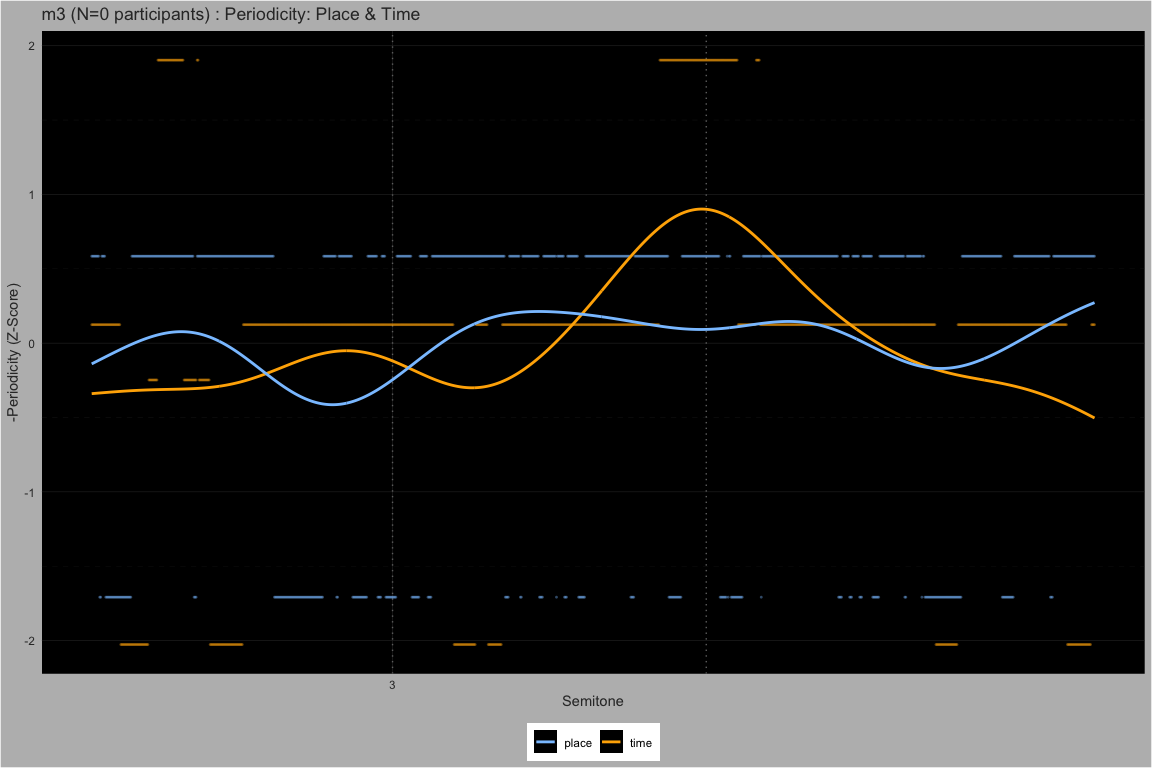 m3 (N=0 participants) : Periodicity: Place & Time
2
1
0
-1
-2
-Periodicity (Z-Score)
3
Semitone
place
time